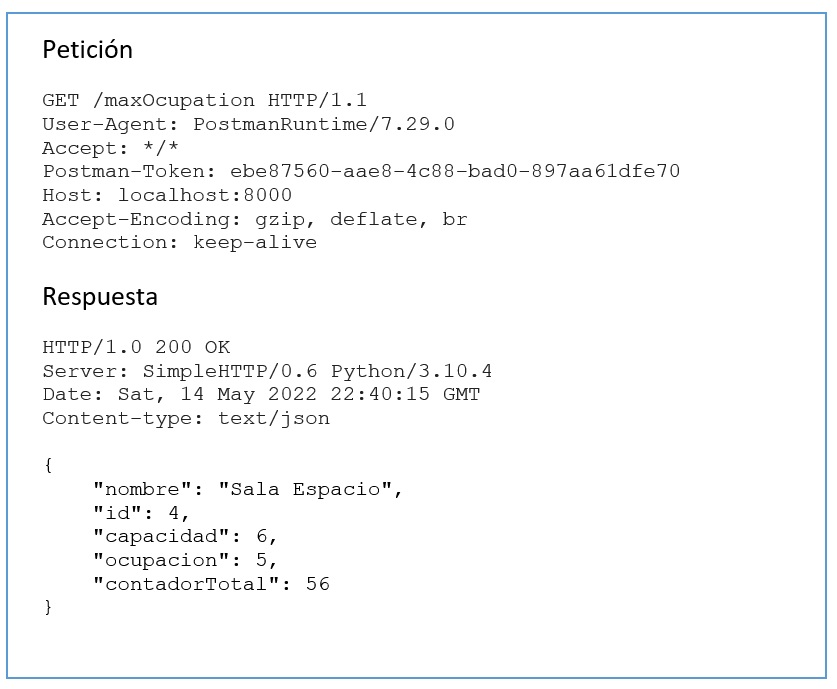 Petición
GET /maxOcupation HTTP/1.1
User-Agent: PostmanRuntime/7.29.0
Accept: */*
Postman-Token: ebe87560-aae8-4c88-bad0-897aa61dfe70
Host: localhost:8000
Accept-Encoding: gzip, deflate, br
Connection: keep-alive
Respuesta
HTTP/1.0 200 OK
Server: SimpleHTTP/0.6 Python/3.10.4
Date: Sat, 14 May 2022 22:40:15 GMT
Content-type: text/json
{
    "nombre": "Sala Espacio",
    "id": 4,
    "capacidad": 6,
    "ocupacion": 5,
    "contadorTotal": 56
}